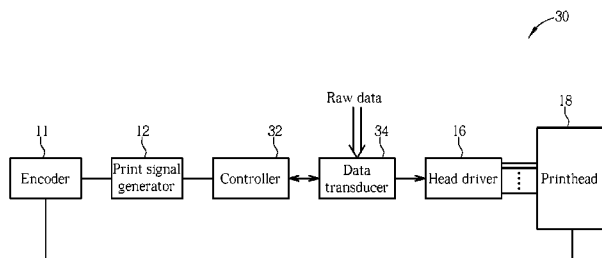 30
Raw data
11
12
32
34
16
18
Encoder
Print signal
generator
Controller
Data
transducer
Head driver
Printhead